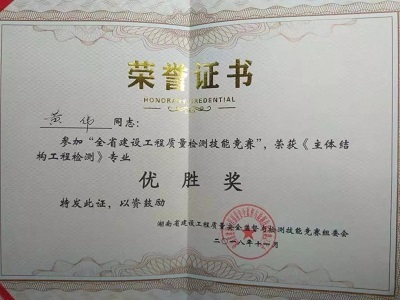 荣誉证书
HONORARY CREDENTIAL
黄伟 同志:
参加“全省建设工程质量检测技能竞赛”,荣获《主体结
构工程检测》专业
优胜奖
特发此证,以资鼓励
湖南省建设工程质量安全监督与检测技能竞赛组委会
二〇一八年十一月